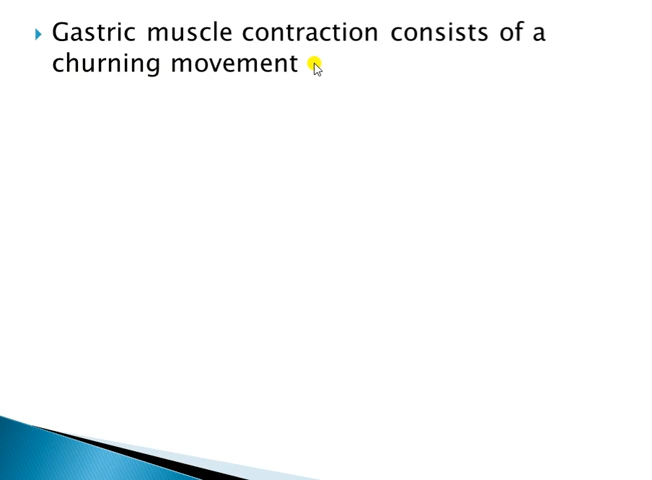 Gastric muscle contraction consists of a
churning movement